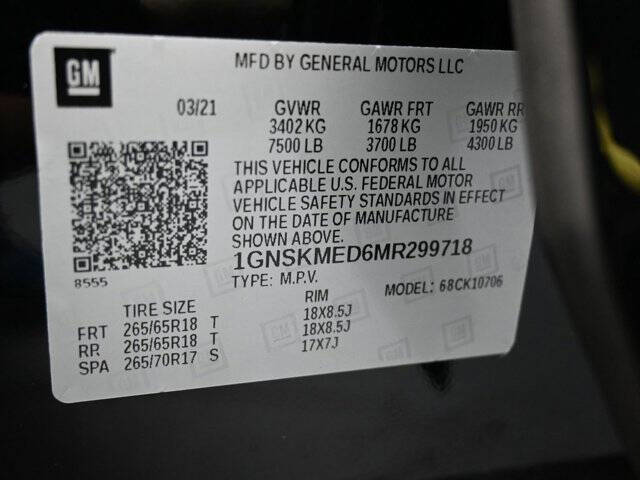 GM
MFD BY GENERAL MOTORS LLC
03/21 GVWR GAWR FRT GAWR RR
3402 KG 1678 KG 1950 KG
7500 LB 3700 LB 4300 LB
THIS VEHICLE CONFORMS TO ALL
APPLICABLE U.S. FEDERAL MOTOR
VEHICLE SAFETY STANDARDS IN EFFECT
ON THE DATE OF MANUFACTURE
SHOWN ABOVE.
1GNSKMED6MR299718
8555
TYPE: M.P.V. MODEL: 68CK10706
TIRE SIZE RIM
FRT 265/65R18 T 18X8.5J
RR 265/65R18 T 18X8.5J
SPA 265/70R17 S 17X7J